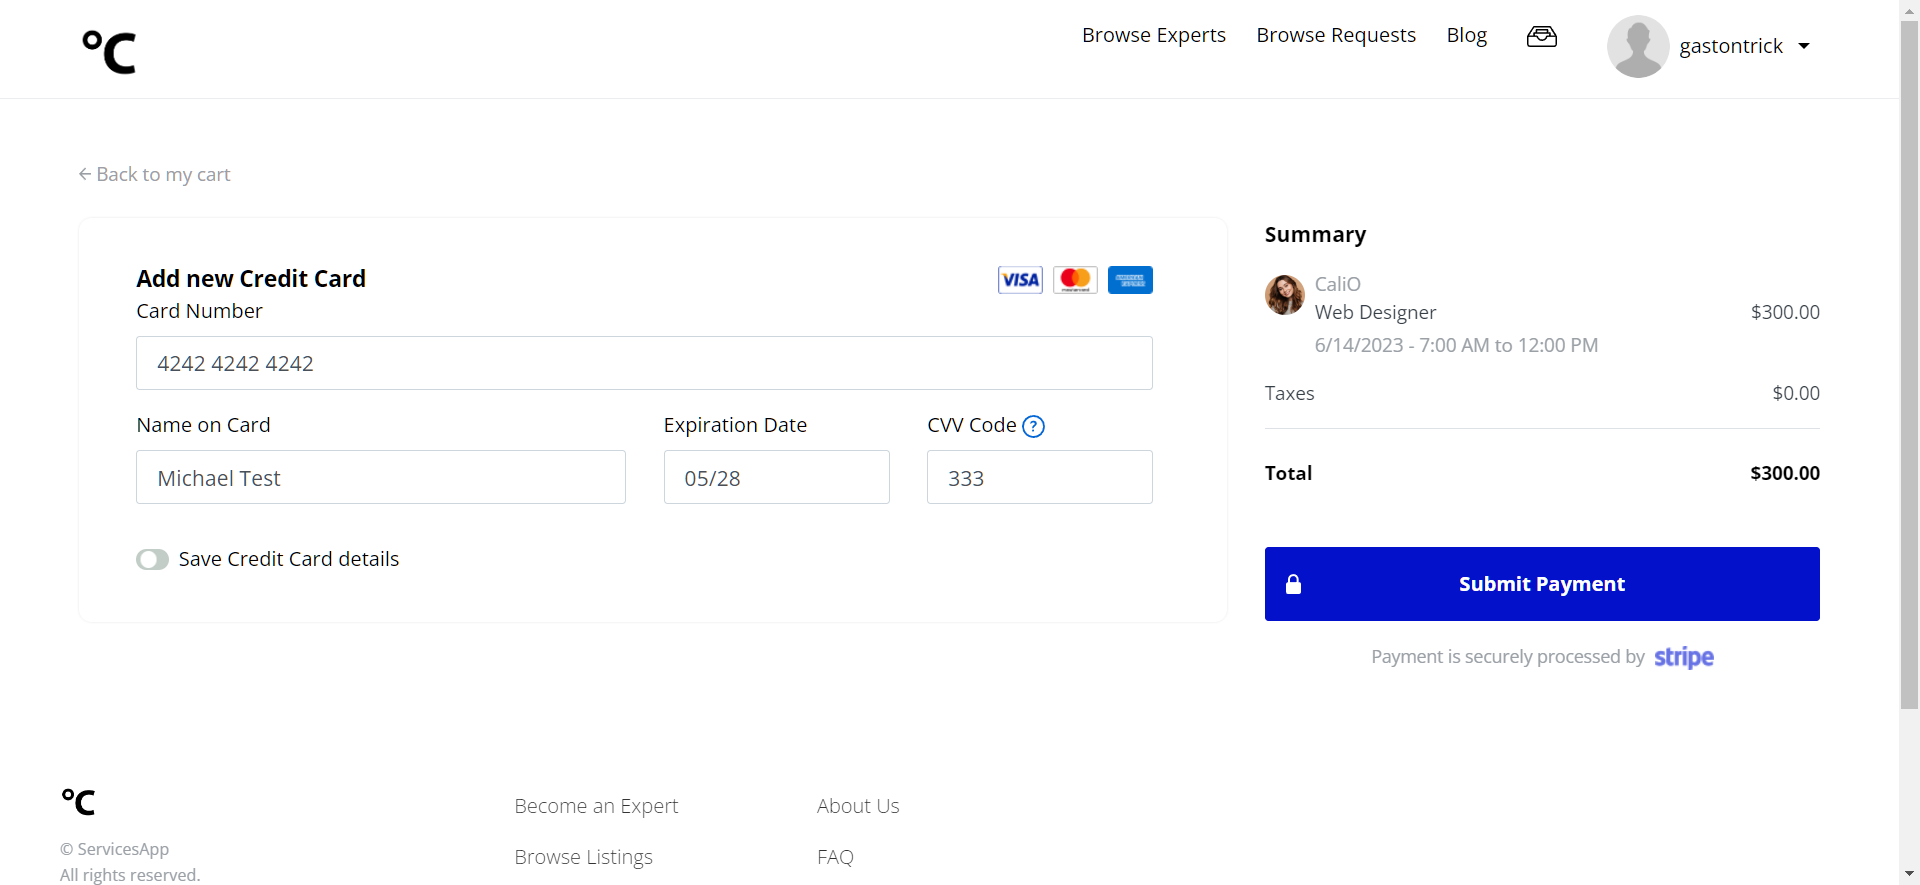 °C
Browse Experts Browse Requests Blog gastontrick
Back to my cart
Add new Credit Card
VISA mastercard AMERICAN EXPRESS
Card Number
4242 4242 4242
Name on Card Expiration Date CVV Code ?
Michael Test 05/28 333
Save Credit Card details
Summary
CaliO
Web Designer $300.00
6/14/2023 - 7:00 AM to 12:00 PM
Taxes $0.00
Total $300.00
Submit Payment
Payment is securely processed by stripe
°C
© ServicesApp
All rights reserved.
Become an Expert
Browse Listings
About Us
FAQ